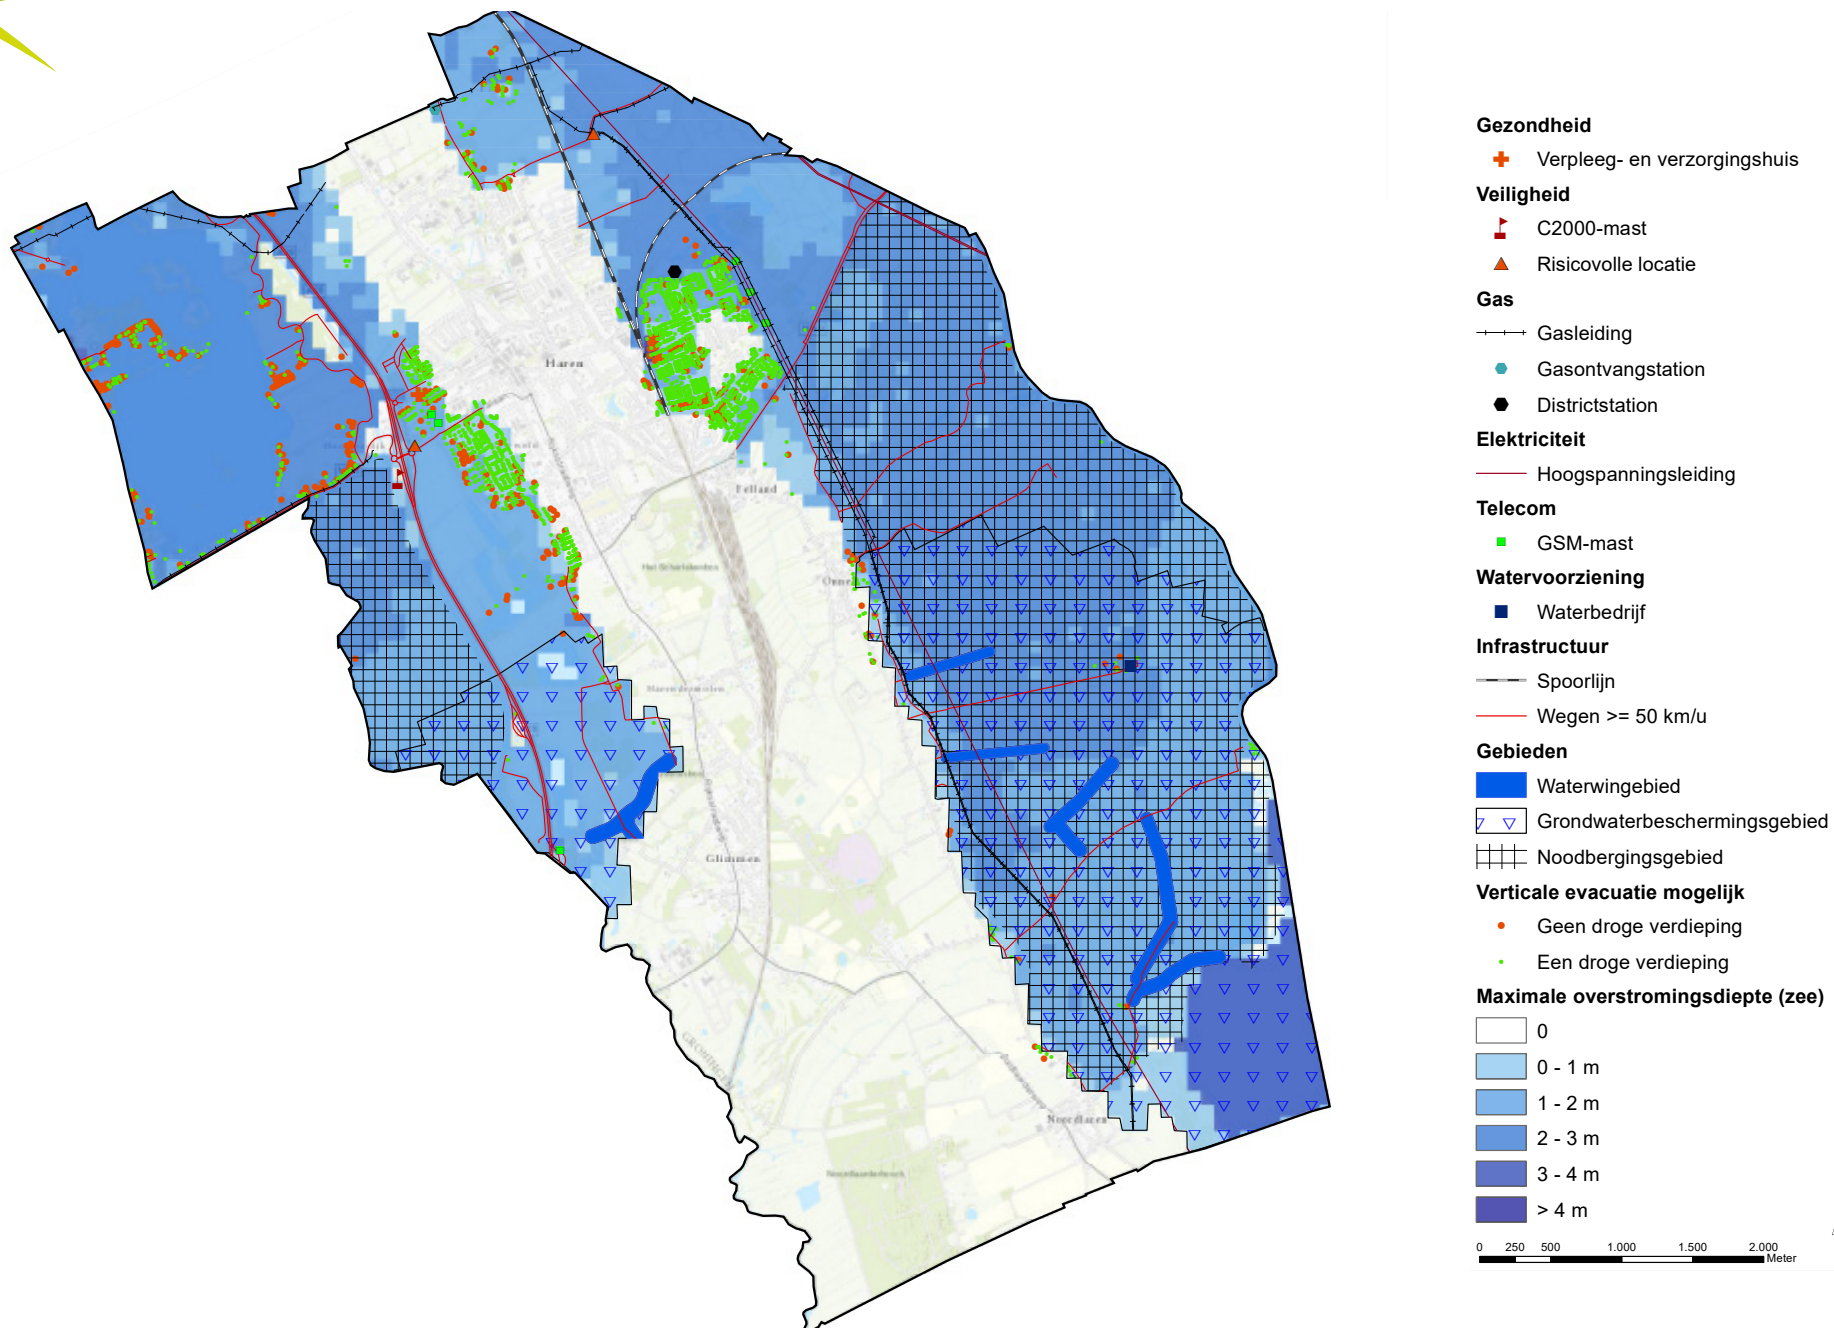 Gezondheid
Verpleeg- en verzorgingshuis
Veiligheid
C2000-mast
Risicovolle locatie
Gas
Gasleiding
Gasontvangstation
Districtstation
Elektriciteit
Hoogspanningsleiding
Telecom
GSM-mast
Watervoorziening
Waterbedrijf
Infrastructuur
Spoorlijn
Wegen >= 50 km/u
Gebieden
Waterwingebied
Grondwaterbeschermingsgebied
Noodbergingsgebied
Verticale evacuatie mogelijk
Geen droge verdieping
Een droge verdieping
Maximale overstromingsdiepte (zee)
0
0 - 1 m
1 - 2 m
2 - 3 m
3 - 4 m
> 4 m
0 250 500 1.000 1.500 2.000
Meter
Haren
Felland
Onnen
Harendermolen
Glimmen
Noordlaren